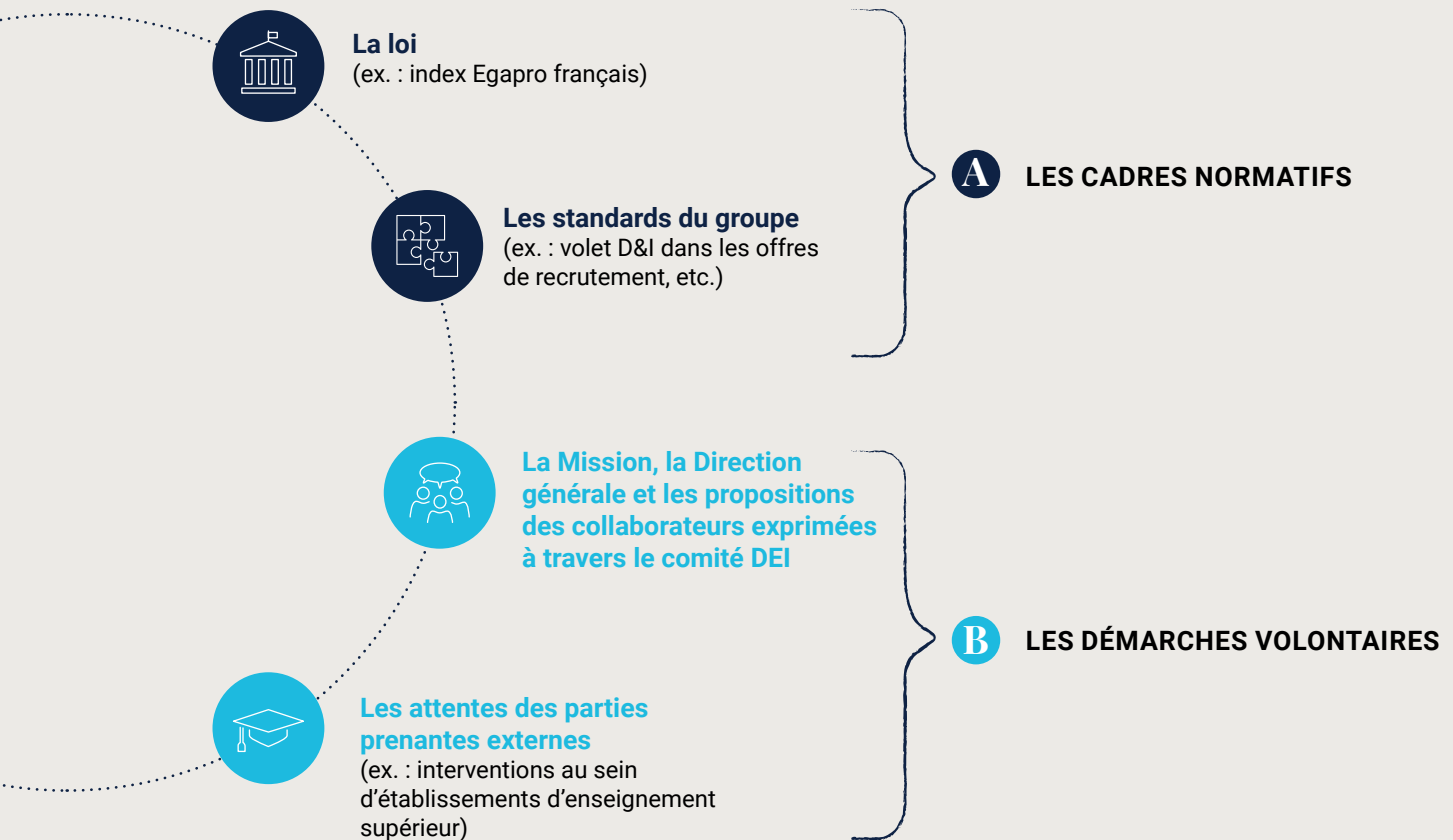 La loi
(ex. : index Egapro français)
Les standards du groupe
(ex. : volet D&I dans les offres
de recrutement, etc.)
A LES CADRES NORMATIFS
La Mission, la Direction
générale et les propositions
des collaborateurs exprimées
à travers le comité DEI
Les attentes des parties
prenantes externes
(ex. : interventions au sein
d’établissements d’enseignement
supérieur)
B LES DÉMARCHES VOLONTAIRES